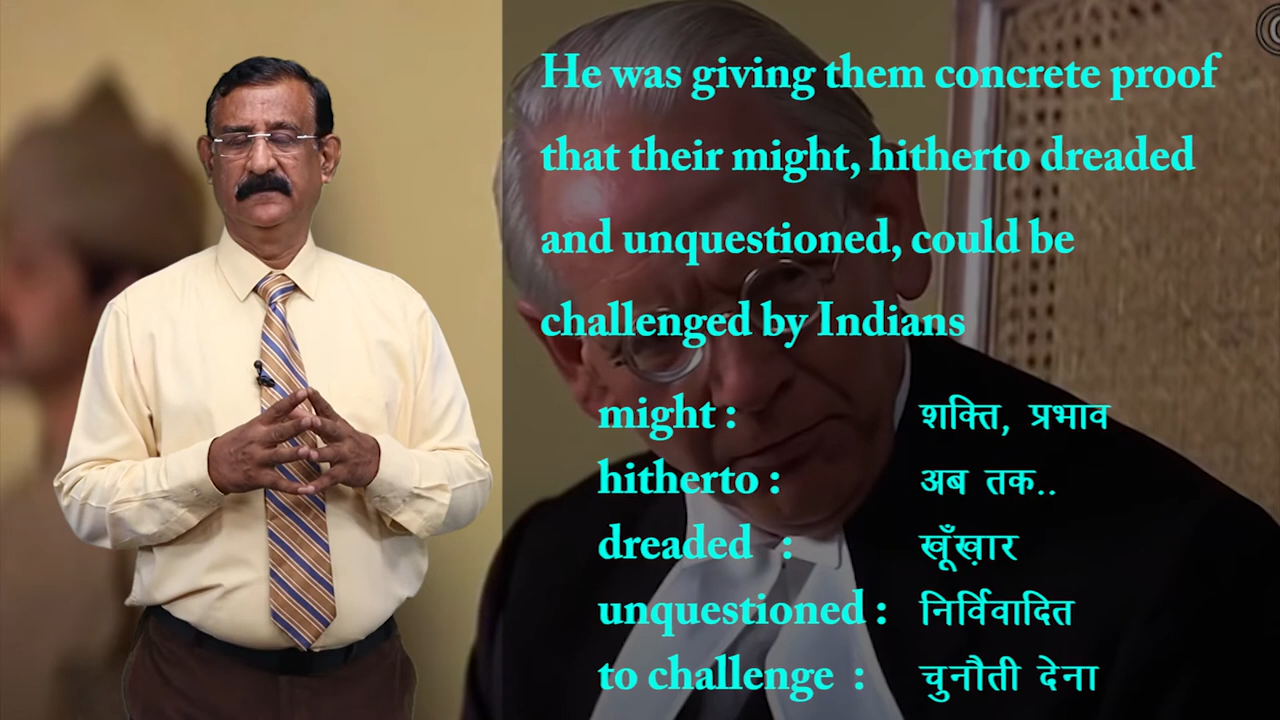 He was giving them concrete proof
that their might, hitherto dreaded
and unquestioned, could be
challenged by Indians
might : शक्ति, प्रभाव
hitherto : अब तक..
dreaded : खूँख़ार
unquestioned : निर्विवादित
to challenge : चुनौती देना